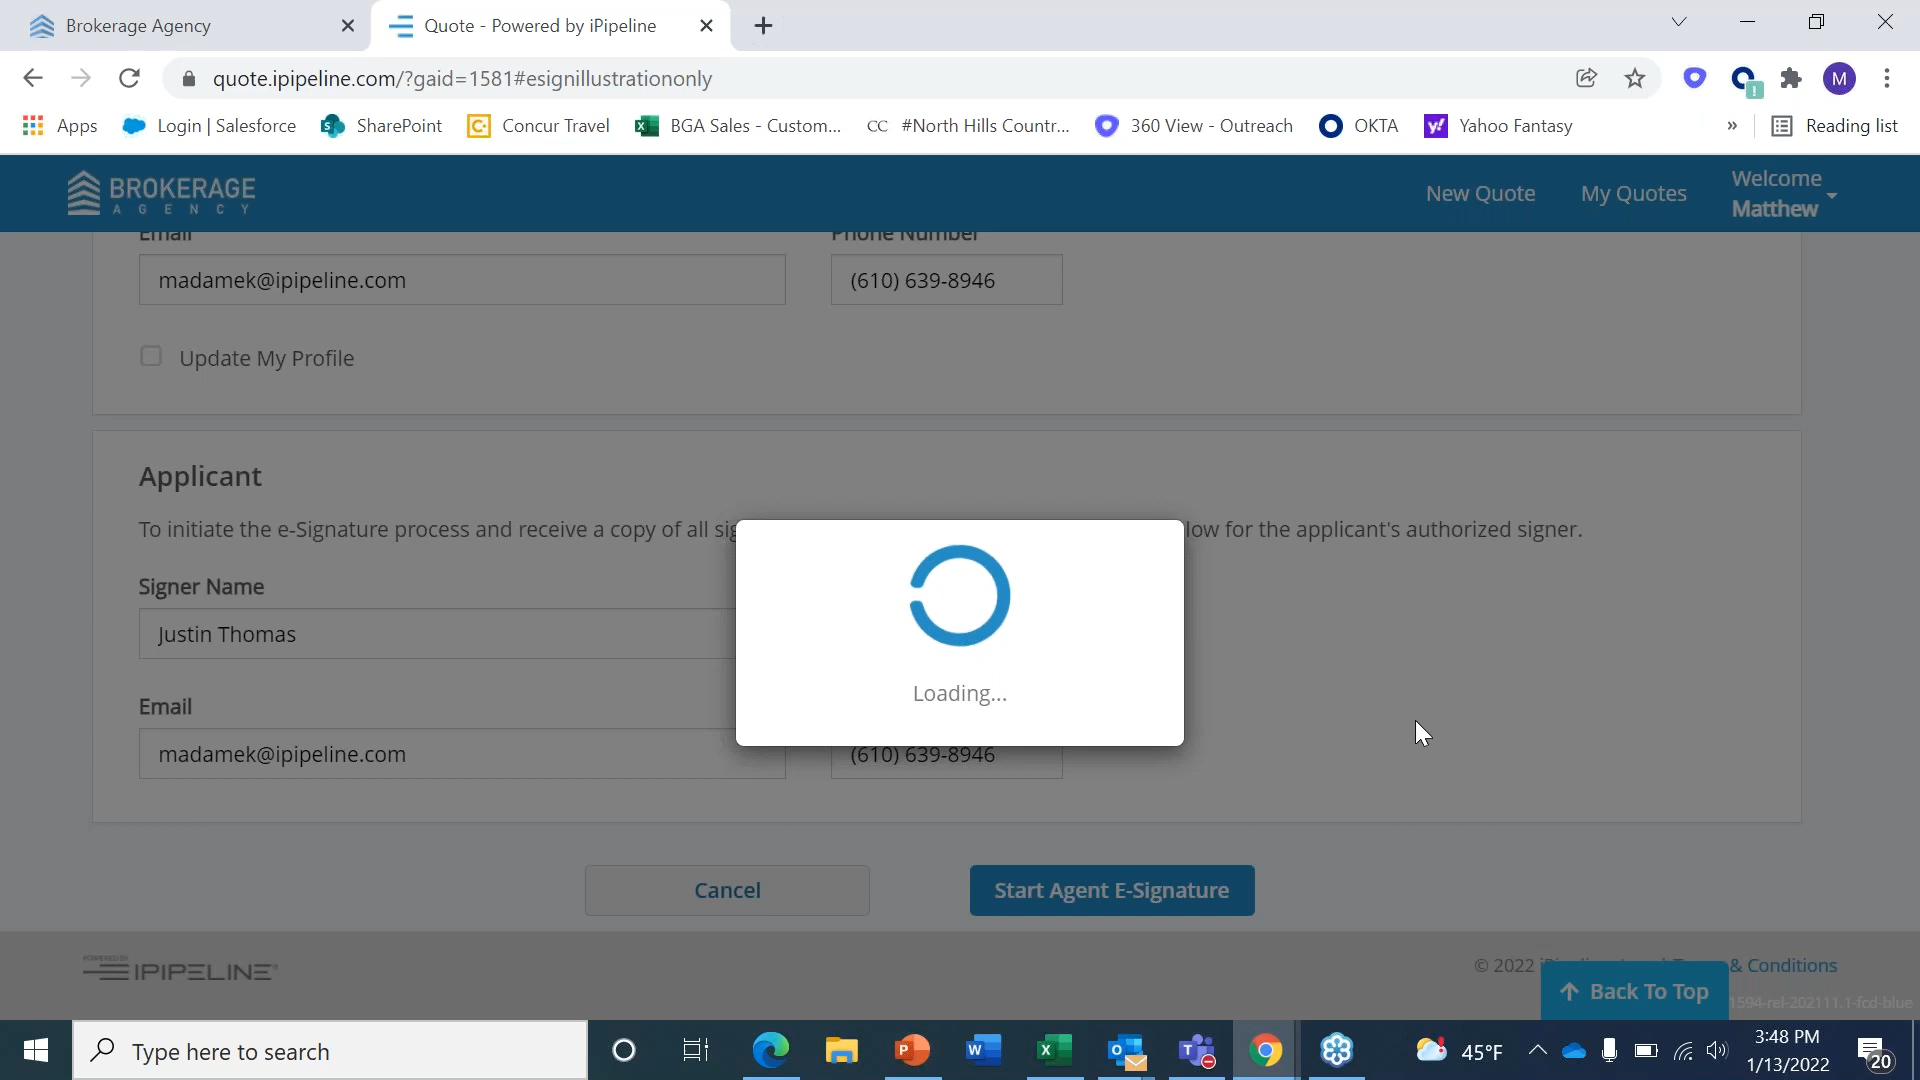 Brokerage Agency
Quote - Powered by iPipeline
quote.ipipeline.com/?gaid=1581#esignillustrationonly
M
Apps
Login | Salesforce
SharePoint
Concur Travel
BGA Sales - Custom...
CC #North Hills Countr...
360 View - Outreach
OKTA
Yahoo Fantasy
»
Reading list
BROKERAGE
AGENCY
New Quote
My Quotes
Welcome
Matthew
Email
Phone Number
madamek@ipipeline.com
(610) 639-8946
Update My Profile
Applicant
To initiate the e-Signature process and receive a copy of all
low for the applicant's authorized signer.
Signer Name
Justin Thomas
Loading...
Email
madamek@ipipeline.com
(610) 639-8946
Cancel
Start Agent E-Signature
POWERED BY
IPIPELINE
© 2022
& Conditions
Back To Top
1594-rel-202111.1-fcd-blue
Type here to search
45°F
3:48 PM
1/13/2022
20